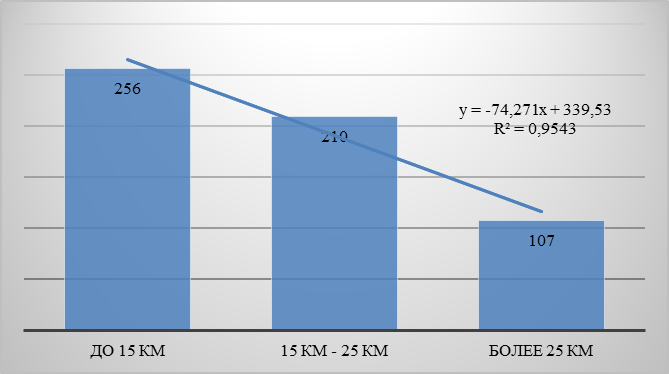 256
210
107
y = -74,271x + 339,53
R² = 0,9543
ДО 15 КМ
15 КМ - 25 КМ
БОЛЕЕ 25 КМ